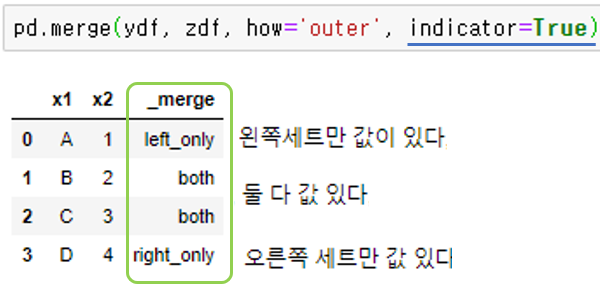 pd.merge(ydf, zdf, how='outer', indicator=True)
x1 x2 _merge
0 A 1 left_only 왼쪽세트만 값이 있다
1 B 2 both 둘 다 값 있다
2 C 3 both
3 D 4 right_only 오른쪽 세트만 값 있다